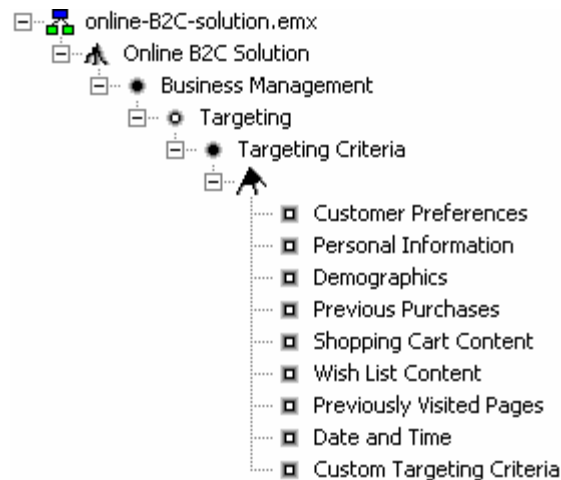 online-B2C-solution.emx
Online B2C Solution
Business Management
Targeting
Targeting Criteria
Customer Preferences
Personal Information
Demographics
Previous Purchases
Shopping Cart Content
Wish List Content
Previously Visited Pages
Date and Time
Custom Targeting Criteria